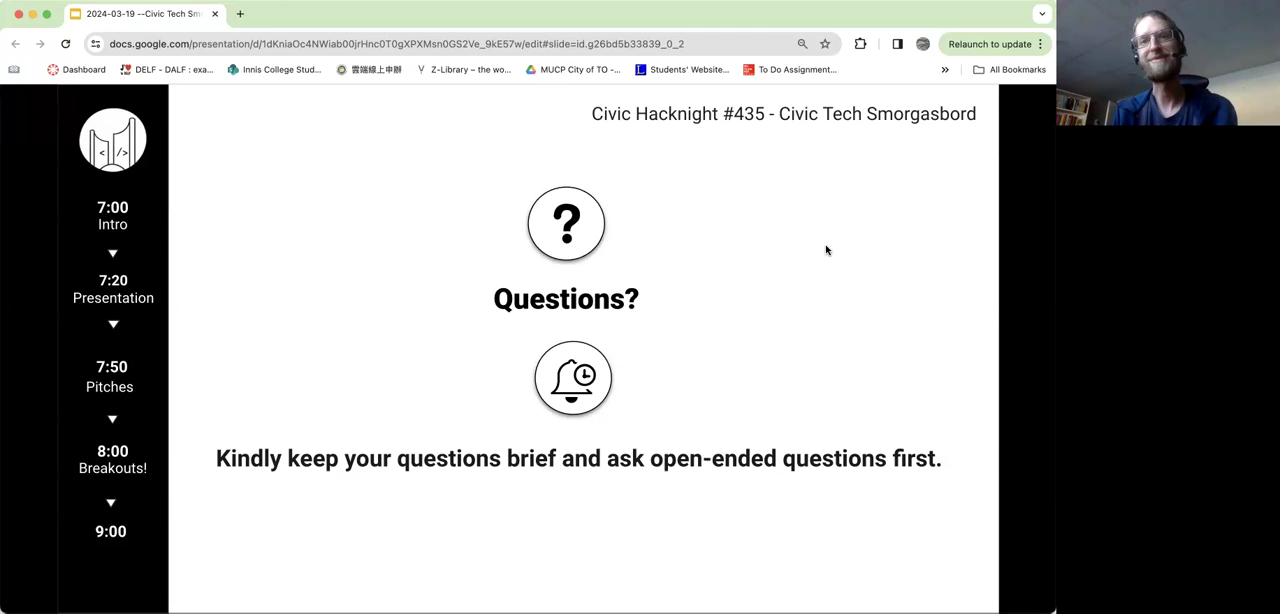 2024-03-19 --Civic Tech Sm
docs.google.com/presentation/d/1dKniaOc4NWiab00jrHnc0T0gXPXMsn0GS2Ve_9kE57w/edit#slide=id.g26bd5b33839_0_2
Relaunch to update
Dashboard
DELF - DALF : exa...
Innis College Stud...
雲端線上申辦
Z-Library – the wo...
MUCP City of TO -...
Students' Website...
To Do Assignment...
All Bookmarks
Civic Hacknight #435 - Civic Tech Smorgasbord
< />
7:00
Intro
7:20
Presentation
7:50
Pitches
8:00
Breakouts!
9:00
?
Questions?
Kindly keep your questions brief and ask open-ended questions first.